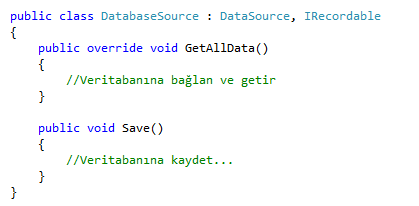 public class DatabaseSource : DataSource, IRecordable
{
    public override void GetAllData()
    {
        //Veritabanına bağlan ve getir
    }

    public void Save()
    {
        //Veritabanına kaydet...
    }
}